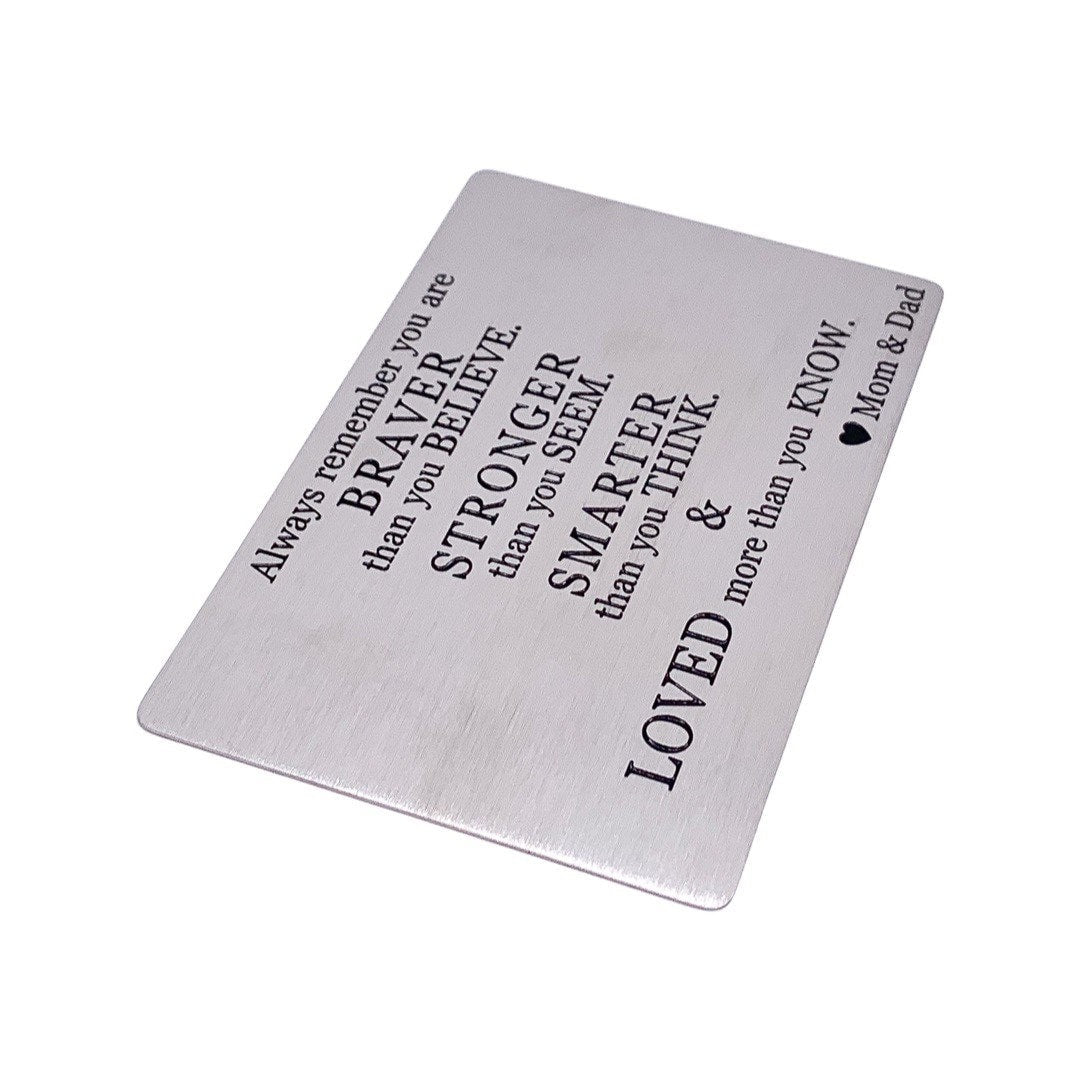 Always remember you are
BRAVER
than you BELIEVE.
STRONGER
than you SEEM.
SMARTER
than you THINK.
&
LOVED more than you KNOW.
♥ Mom & Dad